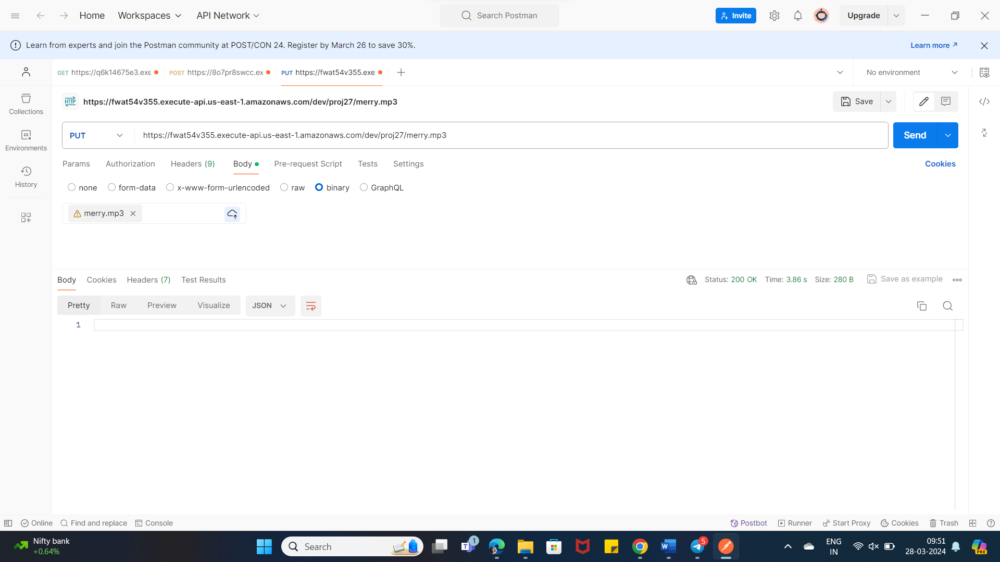 Home Workspaces API Network Search Postman Invite Upgrade
Learn from experts and join the Postman community at POST/CON 24. Register by March 26 to save 30%. Learn more
GET https://q6k14675e3.exe POST https://8o7pr8swcc.ex PUT https://fwat54v355.exe No environment
HTTP https://fwat54v355.execute-api.us-east-1.amazonaws.com/dev/proj27/merry.mp3 Save
Collections
PUT https://fwat54v355.execute-api.us-east-1.amazonaws.com/dev/proj27/merry.mp3 Send
Environments
Params Authorization Headers (9) Body Pre-request Script Tests Settings Cookies
History
none form-data x-www-form-urlencoded raw binary GraphQL
merry.mp3
Body Cookies Headers (7) Test Results Status: 200 OK Time: 3.86 s Size: 280 B Save as example
Pretty Raw Preview Visualize JSON
1
Online Find and replace Console Postbot Runner Start Proxy Cookies Trash
Nifty bank
+0.64%
Search
T 1
W
5
ENG
IN
09:51
28-03-2024
PRE